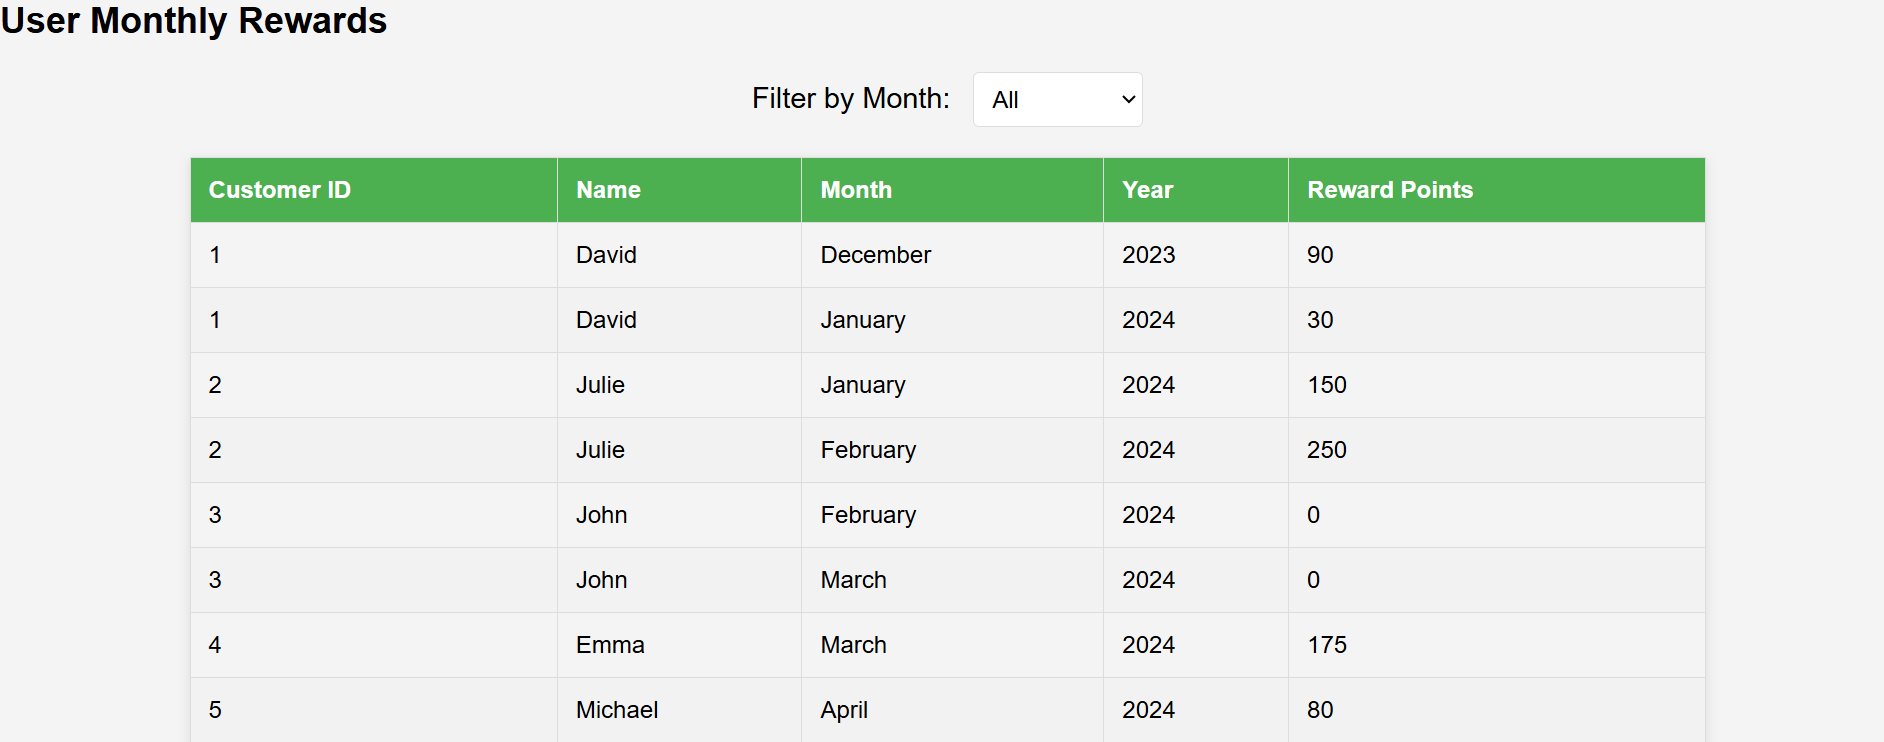 User Monthly Rewards
Filter by Month: All
Customer ID Name Month Year Reward Points
1 David December 2023 90
1 David January 2024 30
2 Julie January 2024 150
2 Julie February 2024 250
3 John February 2024 0
3 John March 2024 0
4 Emma March 2024 175
5 Michael April 2024 80